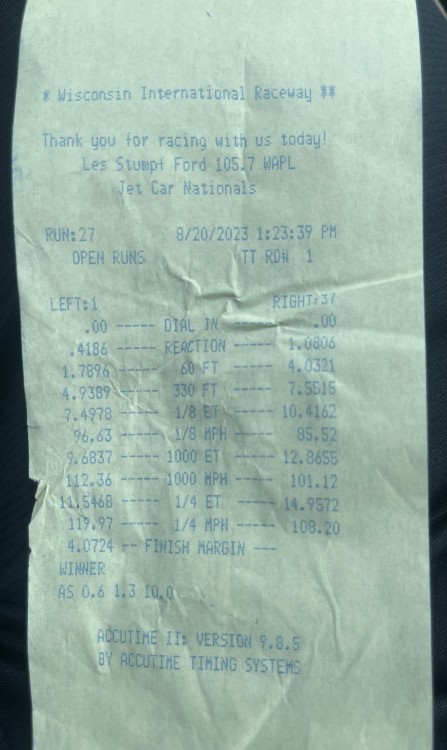 * Wisconsin International Raceway **
Thank you for racing with us today!
Les Stumpf Ford 105.7 WAPL
Jet Car Nationals
RUN:27 8/20/2023 1:23:39 PM
OPEN RUNS TT RD# 1
LEFT:1 RIGHT:37
.00 ----- DIAL IN ----- .00
.4186 ----- REACTION ----- 1.0806
1.7896 ----- 60 FT ----- 4.0321
4.9389 ----- 330 FT ----- 7.5515
7.4978 ----- 1/8 ET ----- 10.4162
96.63 ----- 1/8 MPH ----- 85.52
9.6837 ----- 1000 ET ----- 12.8655
112.36 ----- 1000 MPH ----- 101.12
11.5468 ----- 1/4 ET ----- 14.9572
119.97 ----- 1/4 MPH ----- 108.20
4.0724 -- FINISH MARGIN ---
WINNER
AS 0.6 1.3 10.0
ACCUTIME II: VERSION 9.8.5
BY ACCUTIME TIMING SYSTEMS